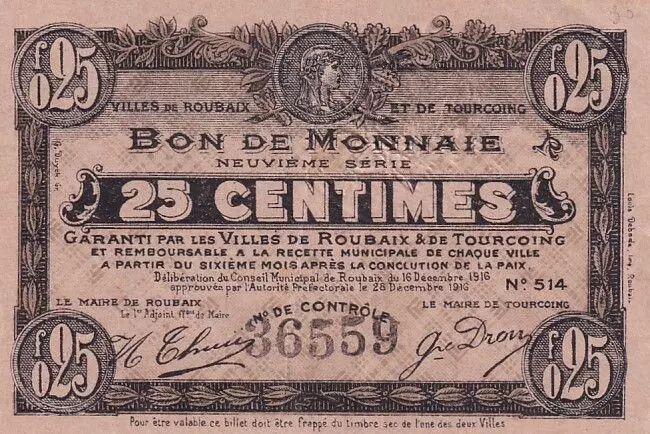 f 0 25
f 0 25
VILLES DE ROUBAIX ET DE TOURCOING
BON DE MONNAIE
NEUVIÈME SÉRIE
25 CENTIMES
GARANTI PAR LES VILLES DE ROUBAIX & DE TOURCOING
ET REMBOURSABLE A LA RECETTE MUNICIPALE DE CHAQUE VILLE
A PARTIR DU SIXIÈME MOIS APRÈS LA CONCLUTION DE LA PAIX.
Délibération du Conseil Municipal de Roubaix du 16 Décembre 1916
approuvée par l'Autorité Préfectorale le 28 Décembre 1916
N° 514
LE MAIRE DE ROUBAIX
Le 1er Adjoint ffons de Maire
No DE CONTRÔLE
36559
LE MAIRE DE TOURCOING
f 0 25
f 0 25
Pour être valable ce billet doit être frappé du timbre sec de l'une des deux Villes